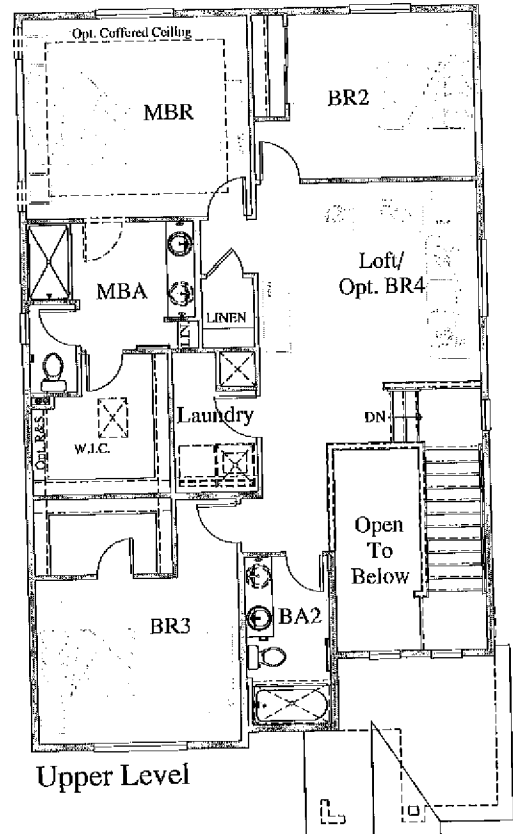 Opt. Coffered Ceiling
MBR
BR2
Loft/
Opt. BR4
MBA
LINEN
LIN
Laundry
DN
Opt. R&S
W.I.C.
Open
To
Below
BR3
BA2
Upper Level